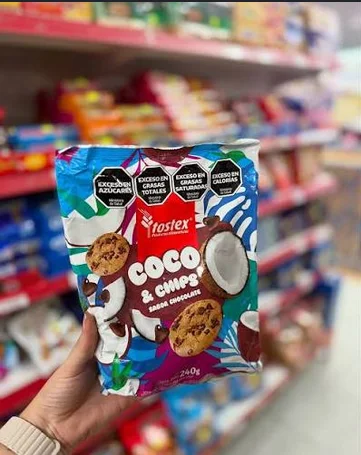 EXCESO EN
AZÚCARES
EXCESO EN
GRASAS
TOTALES
EXCESO EN
GRASAS
SATURADAS
EXCESO EN
CALORÍAS
tostex
COCO
& CHIPS
SABOR CHOCOLATE
240g